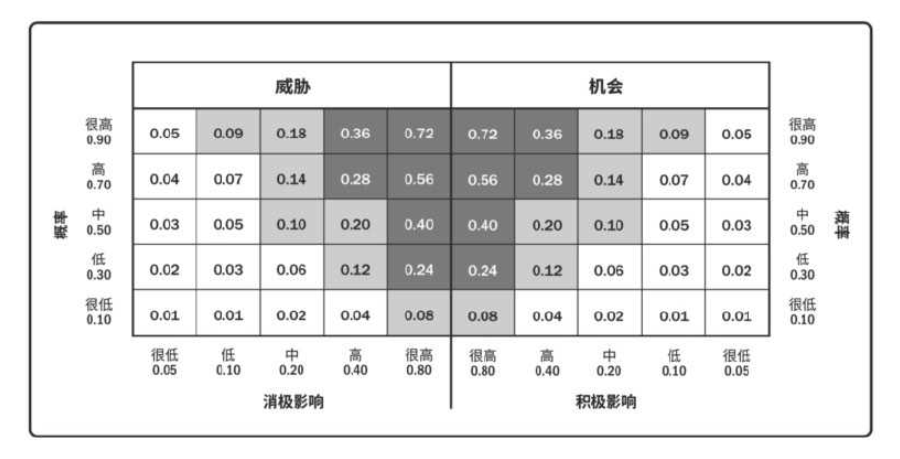 威胁 机会
很高 很高
0.90 0.05 0.09 0.18 0.36 0.72 0.72 0.36 0.18 0.09 0.05 0.90
高 高
0.70 0.04 0.07 0.14 0.28 0.56 0.56 0.28 0.14 0.07 0.04 0.70
概率 概率
中 中
0.50 0.03 0.05 0.10 0.20 0.40 0.40 0.20 0.10 0.05 0.03 0.50
低 低
0.30 0.02 0.03 0.06 0.12 0.24 0.24 0.12 0.06 0.03 0.02 0.30
很低 很低
0.10 0.01 0.01 0.02 0.04 0.08 0.08 0.04 0.02 0.01 0.01 0.10
很低 低 中 高 很高 很高 高 中 低 很低
0.05 0.10 0.20 0.40 0.80 0.80 0.40 0.20 0.10 0.05
消极影响 积极影响